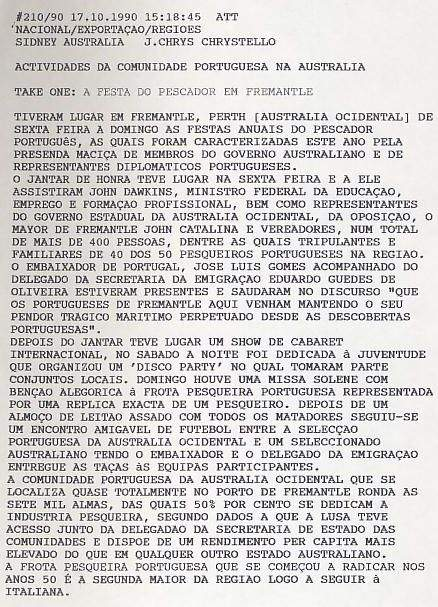 #210/90 17.10.1990 15:18:45 ATT
'NACIONAL/EXPORTAÇAO/REGIOES
SIDNEY AUSTRALIA J.CHRYS CHRYSTELLO
ACTIVIDADES DA COMUNIDADE PORTUGUESA NA AUSTRALIA
TAKE ONE: A FESTA DO PESCADOR EM FREMANTLE
TIVERAM LUGAR EM FREMANTLE, PERTH [AUSTRALIA OCIDENTAL] DE
SEXTA FEIRA A DOMINGO AS FESTAS ANUAIS DO PESCADOR
PORTUGUêS, AS QUAIS FORAM CARACTERIZADAS ESTE ANO PELA
PRESENDA MACIÇA DE MEMBROS DO GOVERNO AUSTRALIANO E DE
REPRESENTANTES DIPLOMATICOS PORTUGUESES.
O JANTAR DE HONRA TEVE LUGAR NA SEXTA FEIRA E A ELE
ASSISTIRAM JOHN DAWKINS, MINISTRO FEDERAL DA EDUCAÇAO,
EMPREGO E FORMAÇAO PROFISSIONAL, BEM COMO REPRESENTANTES
DO GOVERNO ESTADUAL DA AUSTRALIA OCIDENTAL, DA OPOSIÇAO, O
MAYOR DE FREMANTLE JOHN CATALINA E VEREADORES, NUM TOTAL
DE MAIS DE 400 PESSOAS, DENTRE AS QUAIS TRIPULANTES E
FAMILIARES DE 40 DOS 50 PESQUEIROS PORTUGUESES NA REGIAO.
O EMBAIXADOR DE PORTUGAL, JOSE LUIS GOMES ACOMPANHADO DO
DELEGADO DA SECRETARIA DA EMIGRAÇAO EDUARDO GUEDES DE
OLIVEIRA ESTIVERAM PRESENTES E SAUDARAM NO DISCURSO "QUE
OS PORTUGUESES DE FREMANTLE AQUI VENHAM MANTENDO O SEU
PENDOR TRAGICO MARITIMO PERPETUADO DESDE AS DESCOBERTAS
PORTUGUESAS".
DEPOIS DO JANTAR TEVE LUGAR UM SHOW DE CABARET
INTERNACIONAL, NO SABADO A NOITE FOI DEDICADA à JUVENTUDE
QUE ORGANIZOU UM 'DISCO PARTY' NO QUAL TOMARAM PARTE
CONJUNTOS LOCAIS. DOMINGO HOUVE UMA MISSA SOLENE COM
BENÇAO ALEGORICA à FROTA PESQUEIRA PORTUGUESA REPRESENTADA
POR UMA REPLICA EXACTA DE UM PESQUEIRO. DEPOIS DE UM
ALMOÇO DE LEITAO ASSADO COM TODOS OS MATADORES SEGUIU-SE
UM ENCONTRO AMIGAVEL DE FUTEBOL ENTRE A SELECÇAO
PORTUGUESA DA AUSTRALIA OCIDENTAL E UM SELECCIONADO
AUSTRALIANO TENDO O EMBAIXADOR E O DELEGADO DA EMIGRAÇAO
ENTREGUE AS TAÇAS àS EQUIPAS PARTICIPANTES.
A COMUNIDADE PORTUGUESA DA AUSTRALIA OCIDENTAL QUE SE
LOCALIZA QUASE TOTALMENTE NO PORTO DE FREMANTLE RONDA AS
SETE MIL ALMAS, DAS QUAIS 50% POR CENTO SE DEDICAM A
INDUSTRIA PESQUEIRA, SEGUNDO DADOS A QUE A LUSA TEVE
ACESSO JUNTO DA DELEGADAO DA SECRETARIA DE ESTADO DAS
COMUNIDADES E DISPOE DE UM RENDIMENTO PER CAPITA MAIS
ELEVADO DO QUE EM QUALQUER OUTRO ESTADO AUSTRALIANO.
A FROTA PESQUEIRA PORTUGUESA QUE SE COMEÇOU A RADICAR NOS
ANOS 50 É A SEGUNDA MAIOR DA REGIAO LOGO A SEGUIR à
ITALIANA.